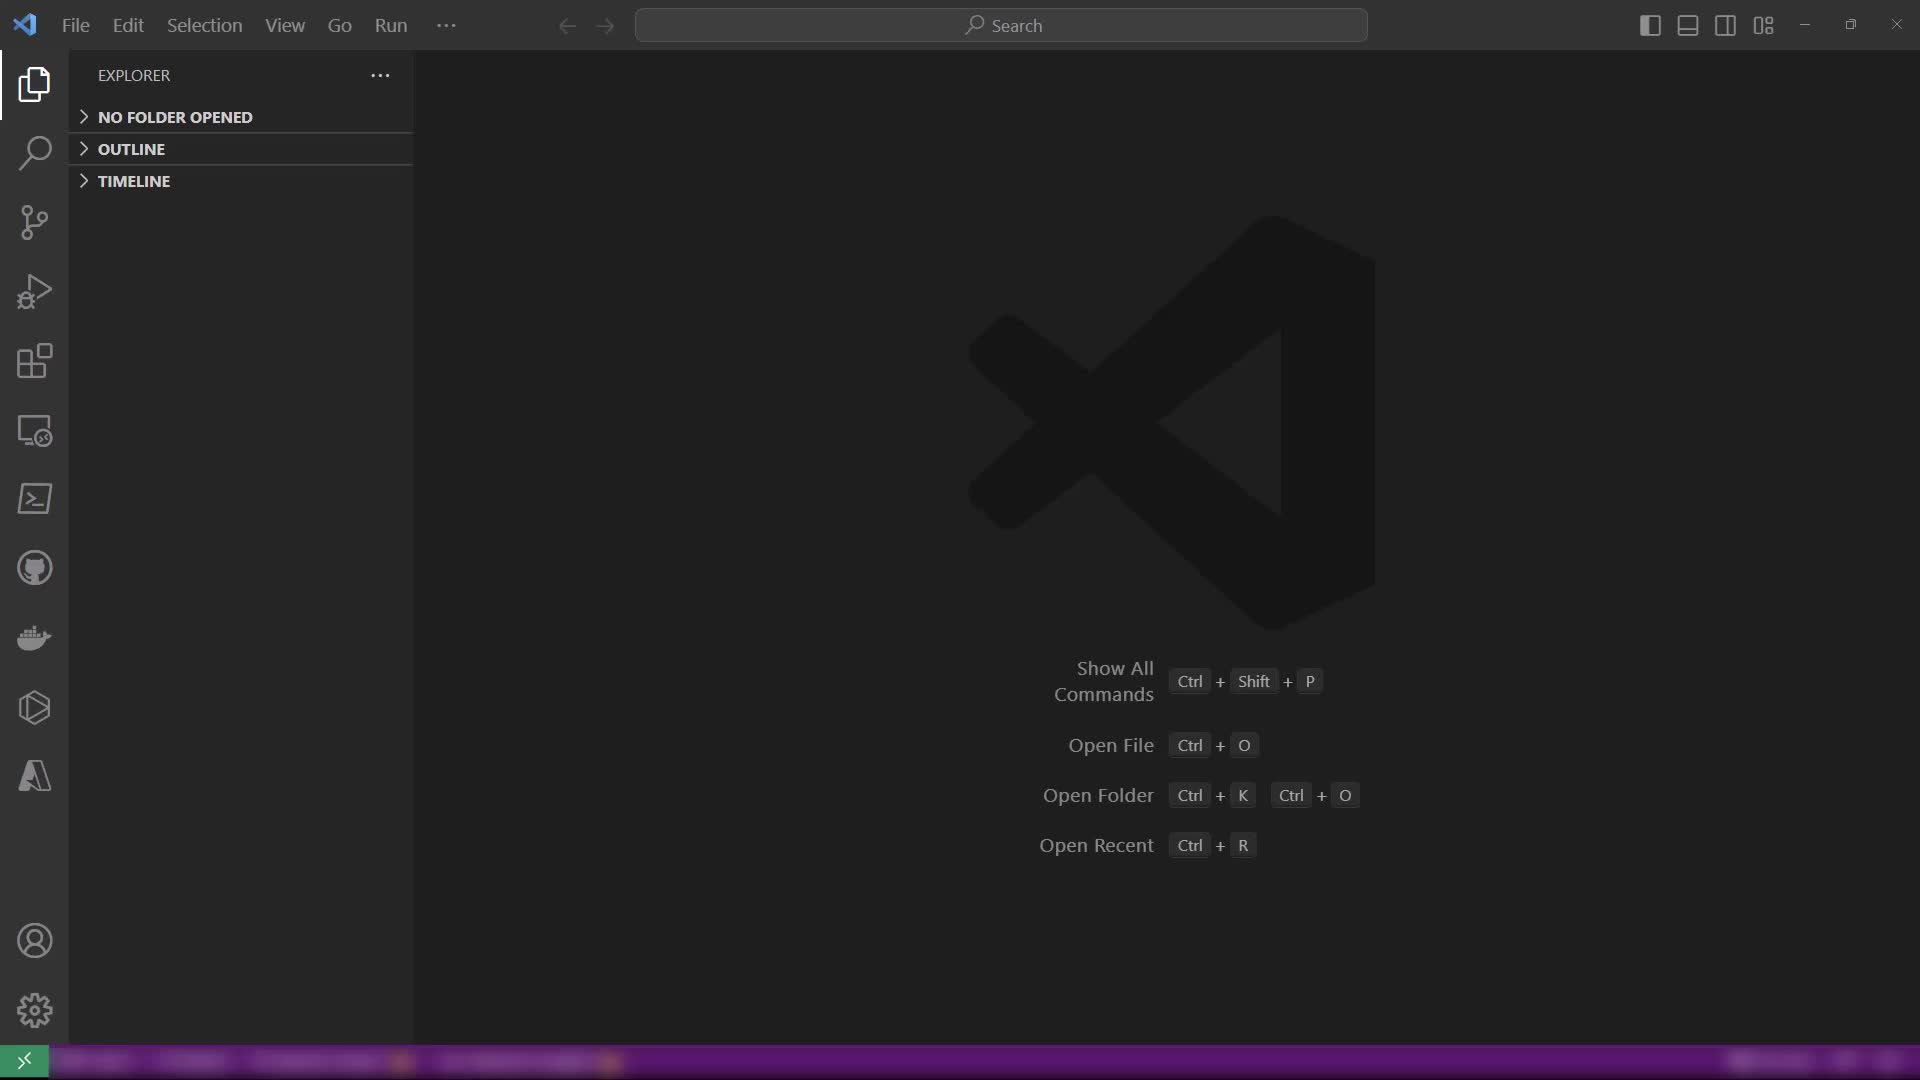 File Edit Selection View Go Run ···
Search
EXPLORER ···
NO FOLDER OPENED
OUTLINE
TIMELINE
Show All
Commands Ctrl + Shift + P
Open File Ctrl + O
Open Folder Ctrl + K Ctrl + O
Open Recent Ctrl + R